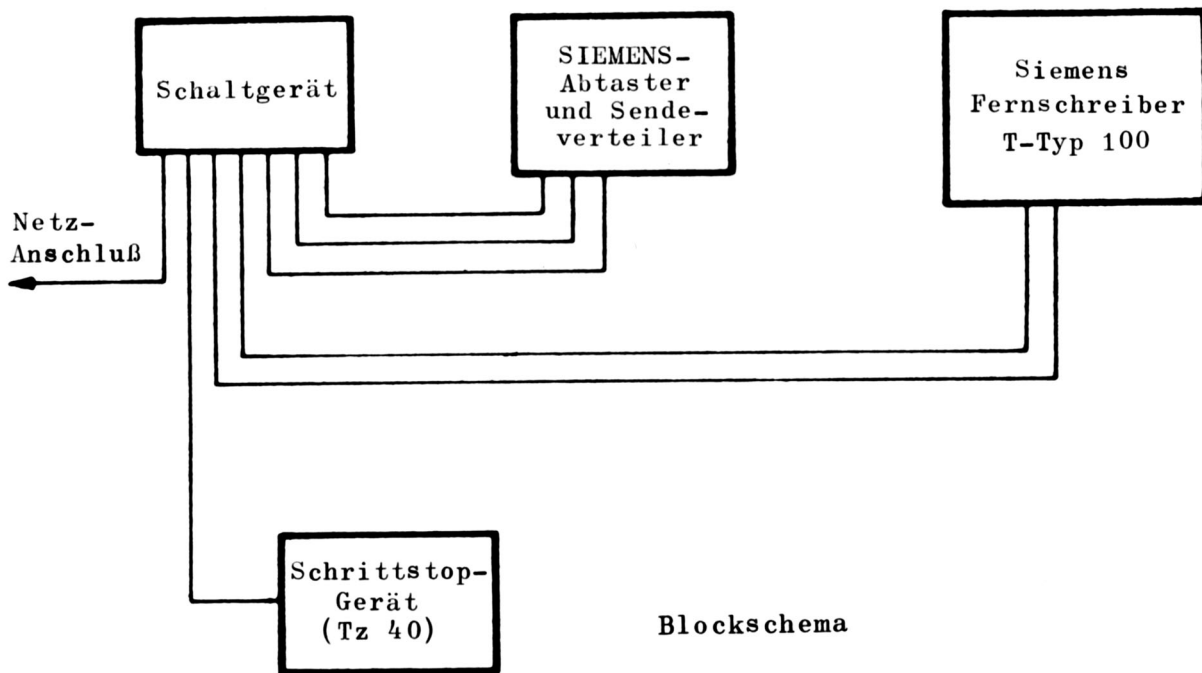 Schaltgerät
SIEMENS-
Abtaster
und Sende-
verteiler
Siemens
Fernschreiber
T-Typ 100
Netz-
Anschluß
Schrittstop-
Gerät
(Tz 40)
Blockschema